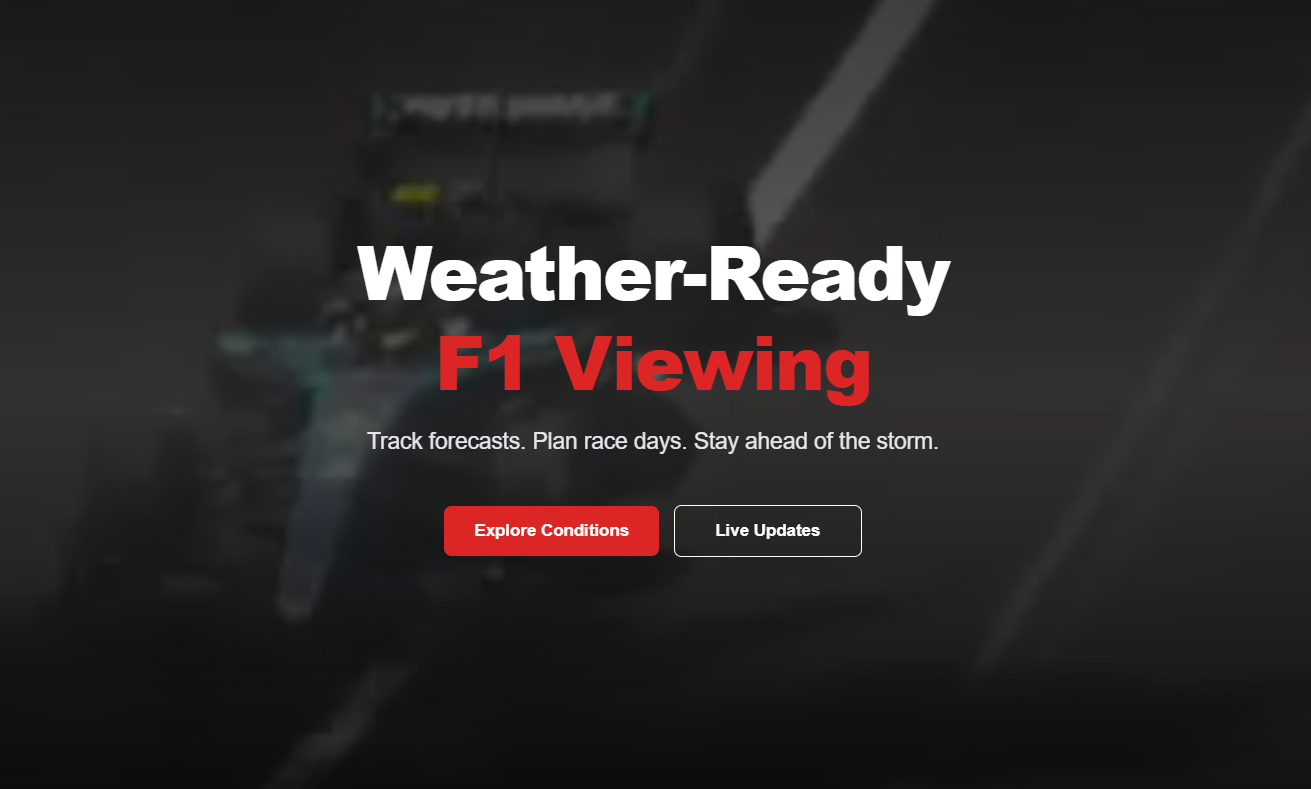 Weather-Ready
F1 Viewing
Track forecasts. Plan race days. Stay ahead of the storm.
Explore Conditions
Live Updates